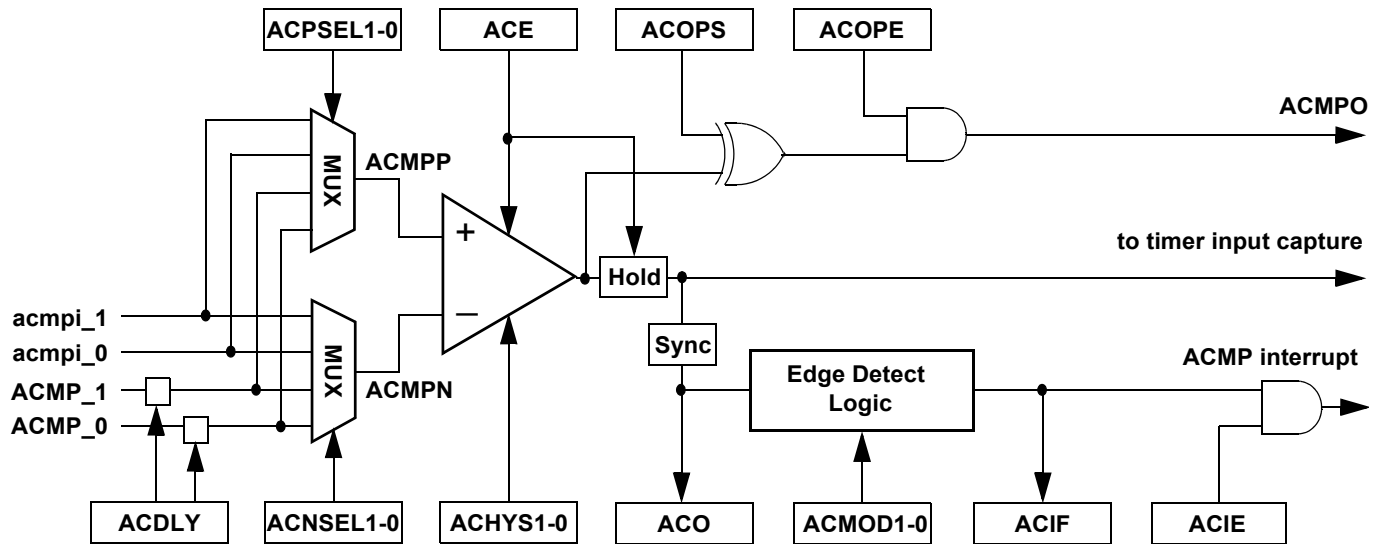 ACPSEL1-0
ACE
ACOPS
ACOPE
ACMPO
MUX
ACMPP
+
to timer input capture
Hold
acmpi_1
acmpi_0
ACMP_1
ACMP_0
MUX
ACMPN
−
Sync
Edge Detect
Logic
ACMP interrupt
ACDLY
ACNSEL1-0
ACHYS1-0
ACO
ACMOD1-0
ACIF
ACIE